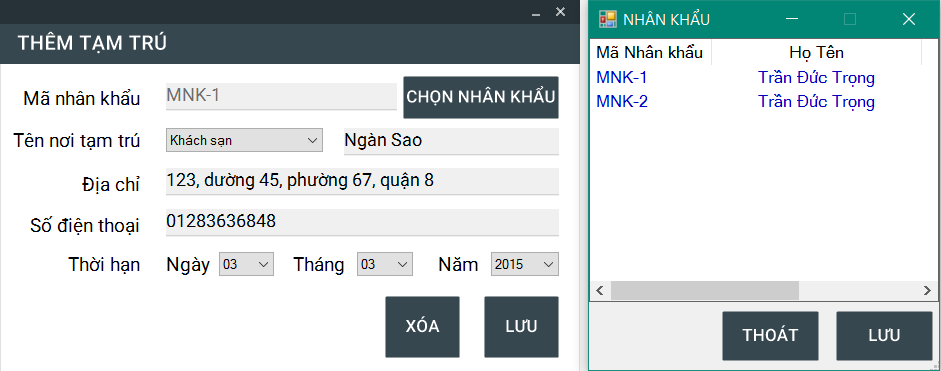 THÊM TẠM TRÚ
Mã nhân khẩu MNK-1 CHỌN NHÂN KHẨU
Tên nơi tạm trú Khách sạn Ngàn Sao
Địa chỉ 123, dường 45, phường 67, quận 8
Số điện thoại 01283636848
Thời hạn Ngày 03 Tháng 03 Năm 2015
XÓA LƯU
NHÂN KHẨU
Mã Nhân khẩu Họ Tên
MNK-1 Trần Đức Trọng
MNK-2 Trần Đức Trọng
THOÁT LƯU